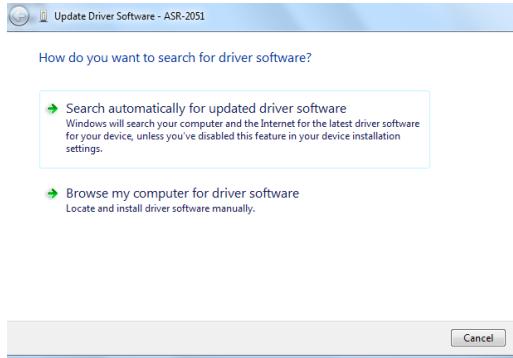 Update Driver Software - ASR-2051
How do you want to search for driver software?
Search automatically for updated driver software
Windows will search your computer and the Internet for the latest driver software
for your device, unless you've disabled this feature in your device installation
settings.
Browse my computer for driver software
Locate and install driver software manually.
Cancel